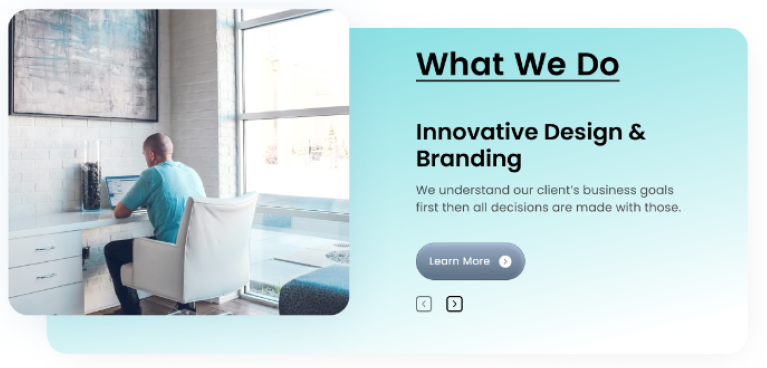 What We Do
Innovative Design &
Branding
We understand our client's business goals
first then all decisions are made with those.
Learn More